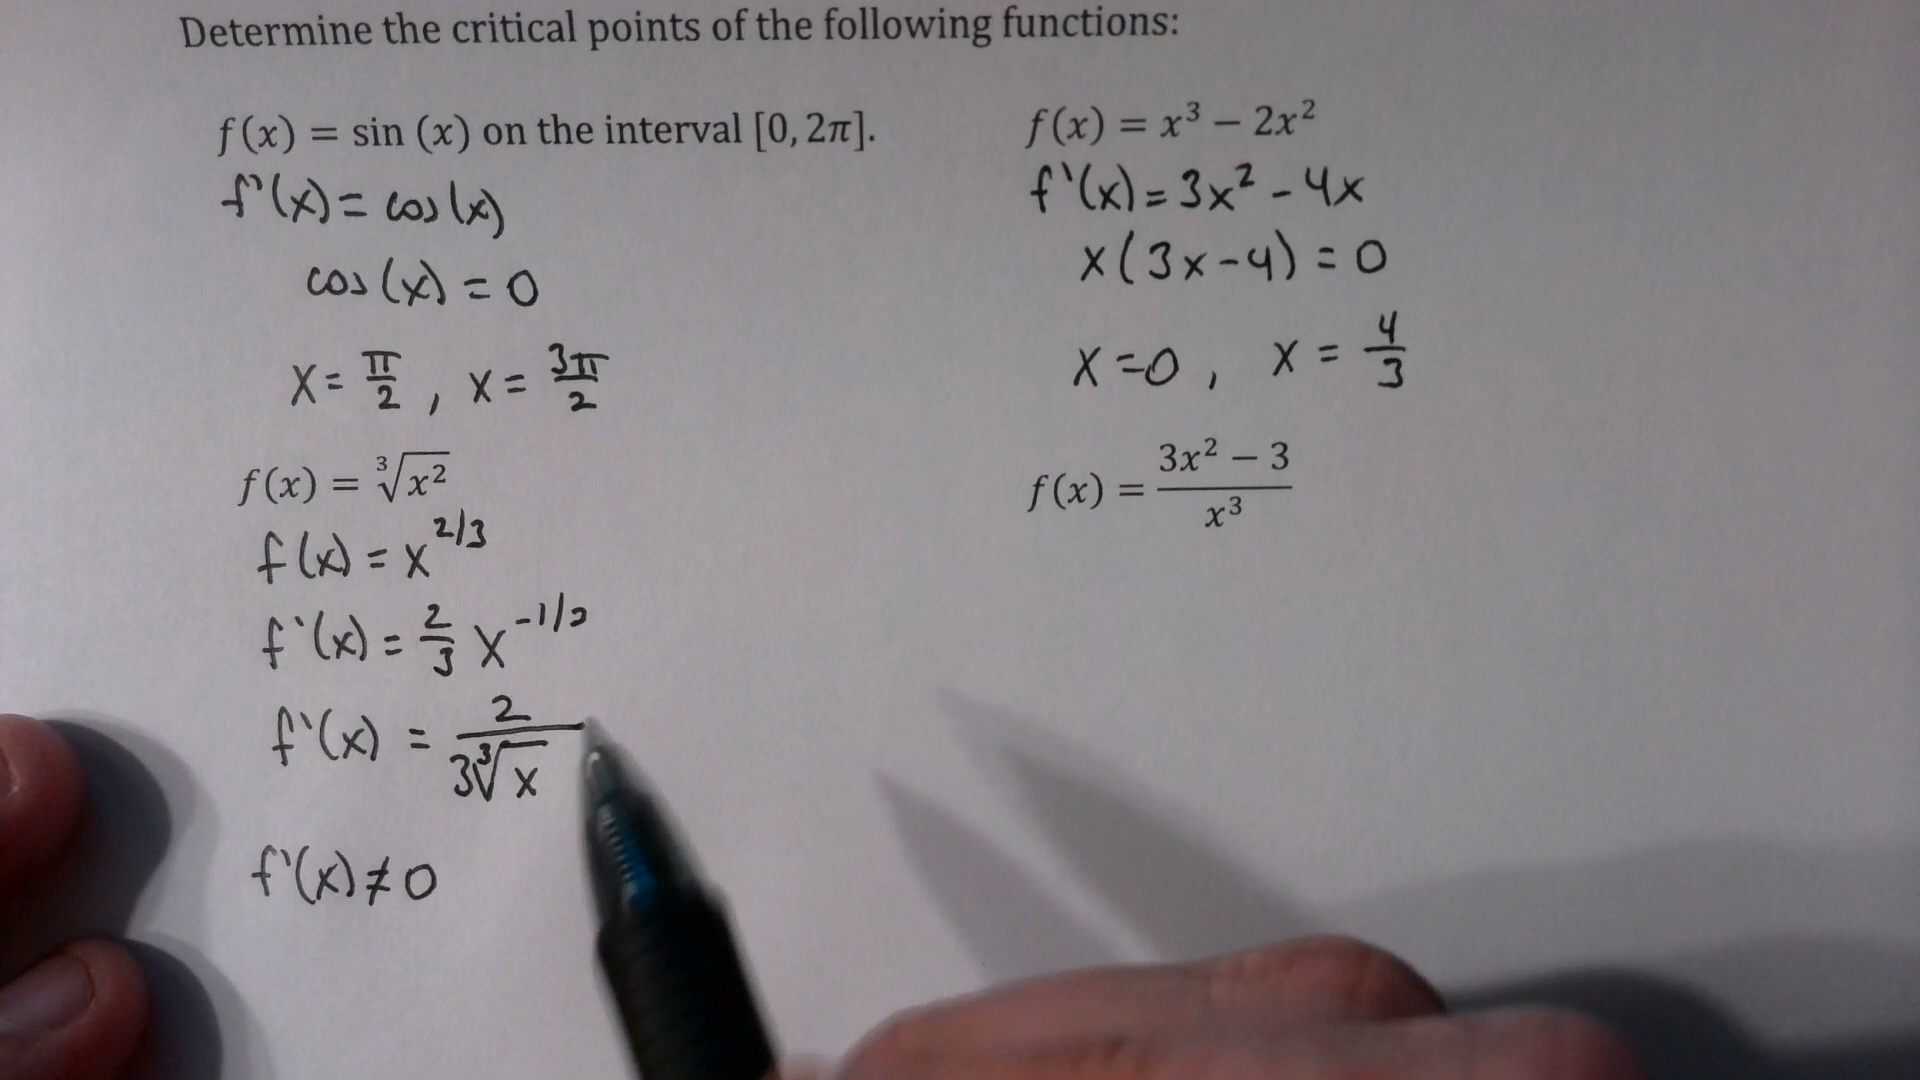 Determine the critical points of the following functions:
f(x) = sin (x) on the interval [0, 2π].
f'(x) = cos(x)
cos(x) = 0
x = π/2 , x = 3π/2
f(x) = x³ − 2x²
f'(x) = 3x² - 4x
x(3x-4) = 0
x = 0 , x = 4/3
f(x) = ∛x²
f(x) = x^2/3
f'(x) = 2/3 x^-1/3
f'(x) = 2/(3∛x)
f'(x) ≠ 0
f(x) = (3x² − 3)/x³